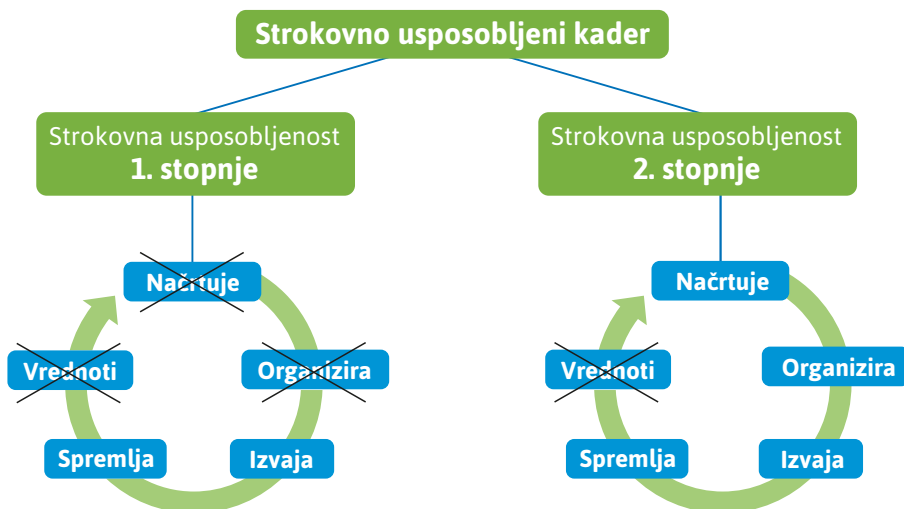 Strokovno usposobljeni kader
Strokovna usposobljenost
1. stopnje
Načrtuje
Organizira
Izvaja
Spremlja
Vrednoti
Strokovna usposobljenost
2. stopnje
Načrtuje
Organizira
Izvaja
Spremlja
Vrednoti